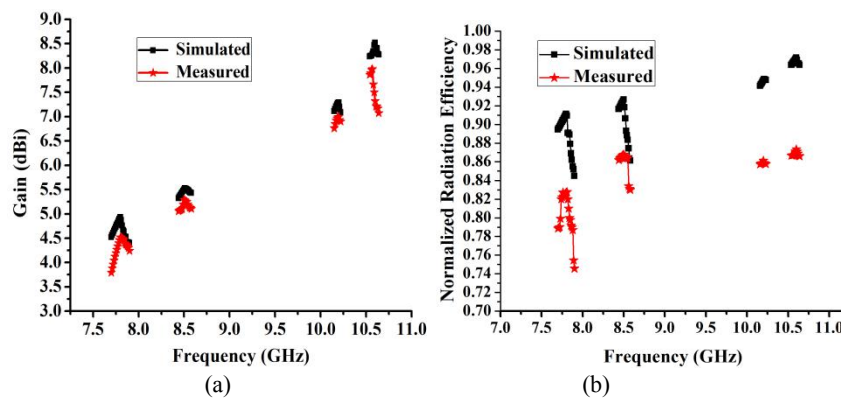 9.0
8.5
8.0
7.5
7.0
6.5
6.0
5.5
5.0
4.5
4.0
3.5
3.0
Gain (dBi)
Simulated
Measured
7.5 8.0 8.5 9.0 9.5 10.0 10.5 11.0
Frequency (GHz)
(a)
1.00
0.98
0.96
0.94
0.92
0.90
0.88
0.86
0.84
0.82
0.80
0.78
0.76
0.74
0.72
0.70
Normalized Radiation Efficiency
Simulated
Measured
7.0 7.5 8.0 8.5 9.0 9.5 10.0 10.5 11.0
Frequency (GHz)
(b)